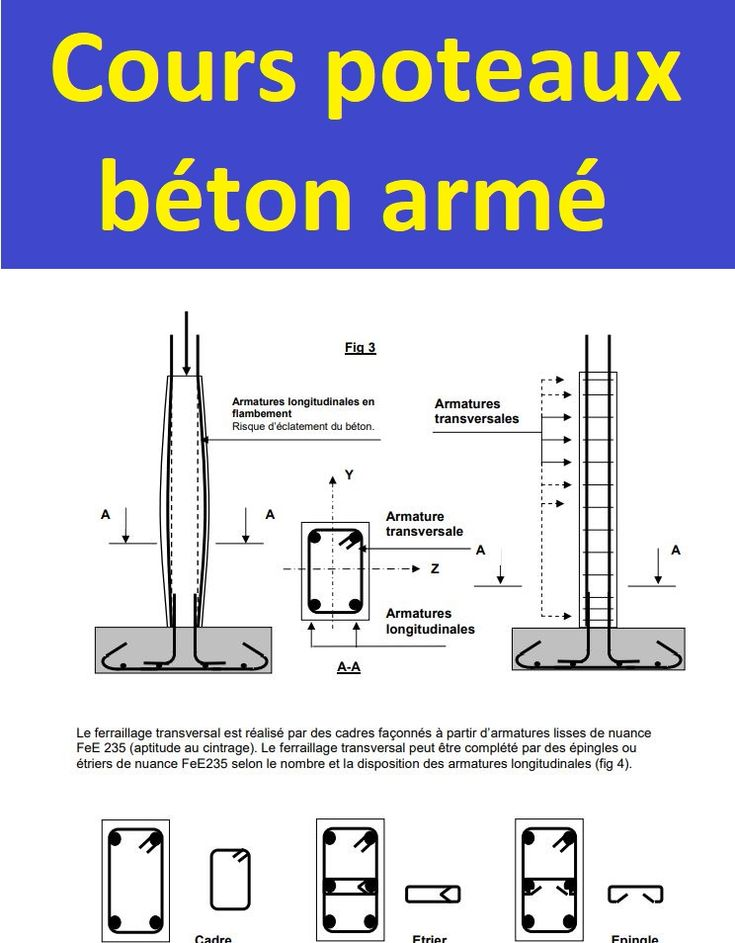 Cours poteaux
béton armé
Fig 3
Armatures longitudinales en
flambement
Risque d'éclatement du béton.
Armatures
transversales
Y
A
A
Armature
transversale
A
A
Z
Armatures
longitudinales
A-A
Le ferraillage transversal est réalisé par des cadres façonnés à partir d'armatures lisses de nuance
FeE 235 (aptitude au cintrage). Le ferraillage transversal peut être complété par des épingles ou
étriers de nuance FeE235 selon le nombre et la disposition des armatures longitudinales (fig 4).
Cadre
Etrier
Epingle